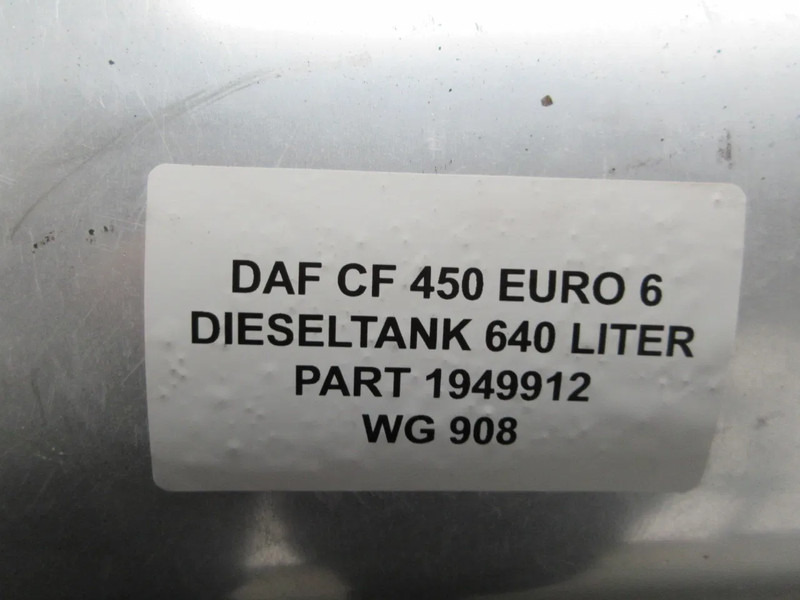 DAF CF 450 EURO 6
DIESELTANK 640 LITER
PART 1949912
WG 908